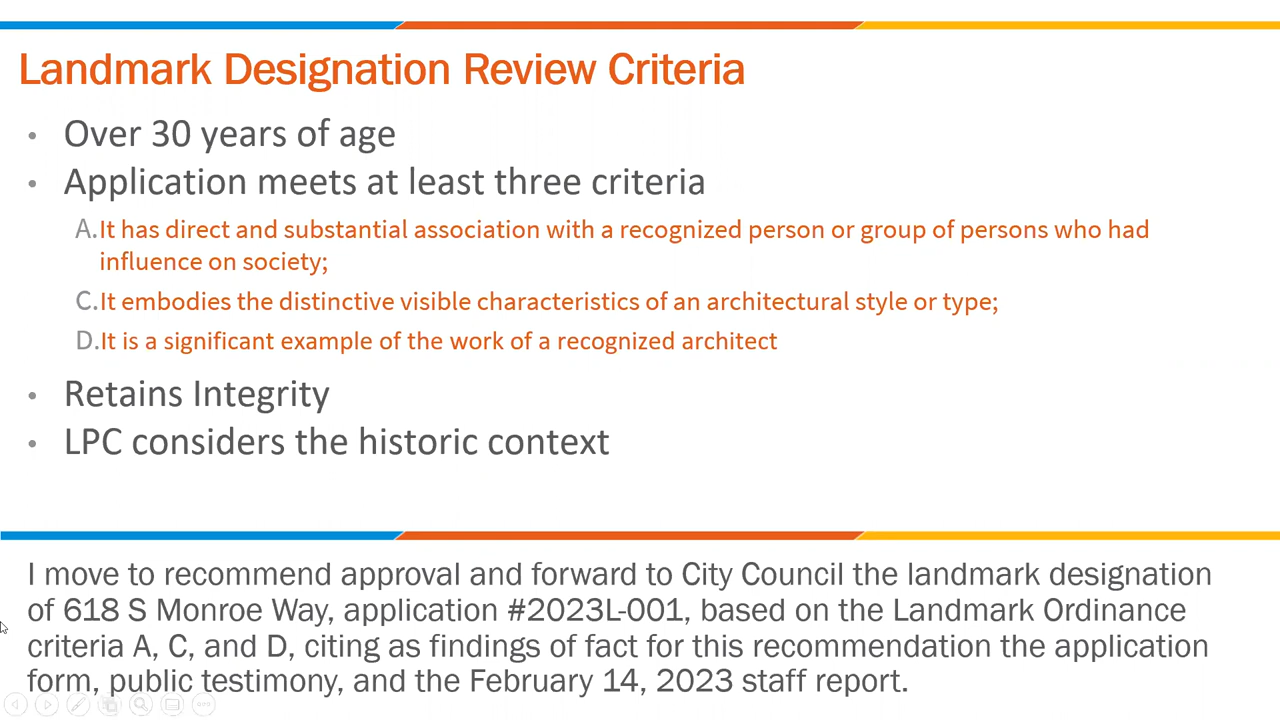 Landmark Designation Review Criteria
• Over 30 years of age
• Application meets at least three criteria
A. It has direct and substantial association with a recognized person or group of persons who had
influence on society;
C. It embodies the distinctive visible characteristics of an architectural style or type;
D. It is a significant example of the work of a recognized architect
• Retains Integrity
• LPC considers the historic context
I move to recommend approval and forward to City Council the landmark designation
of 618 S Monroe Way, application #2023L-001, based on the Landmark Ordinance
criteria A, C, and D, citing as findings of fact for this recommendation the application
form, public testimony, and the February 14, 2023 staff report.